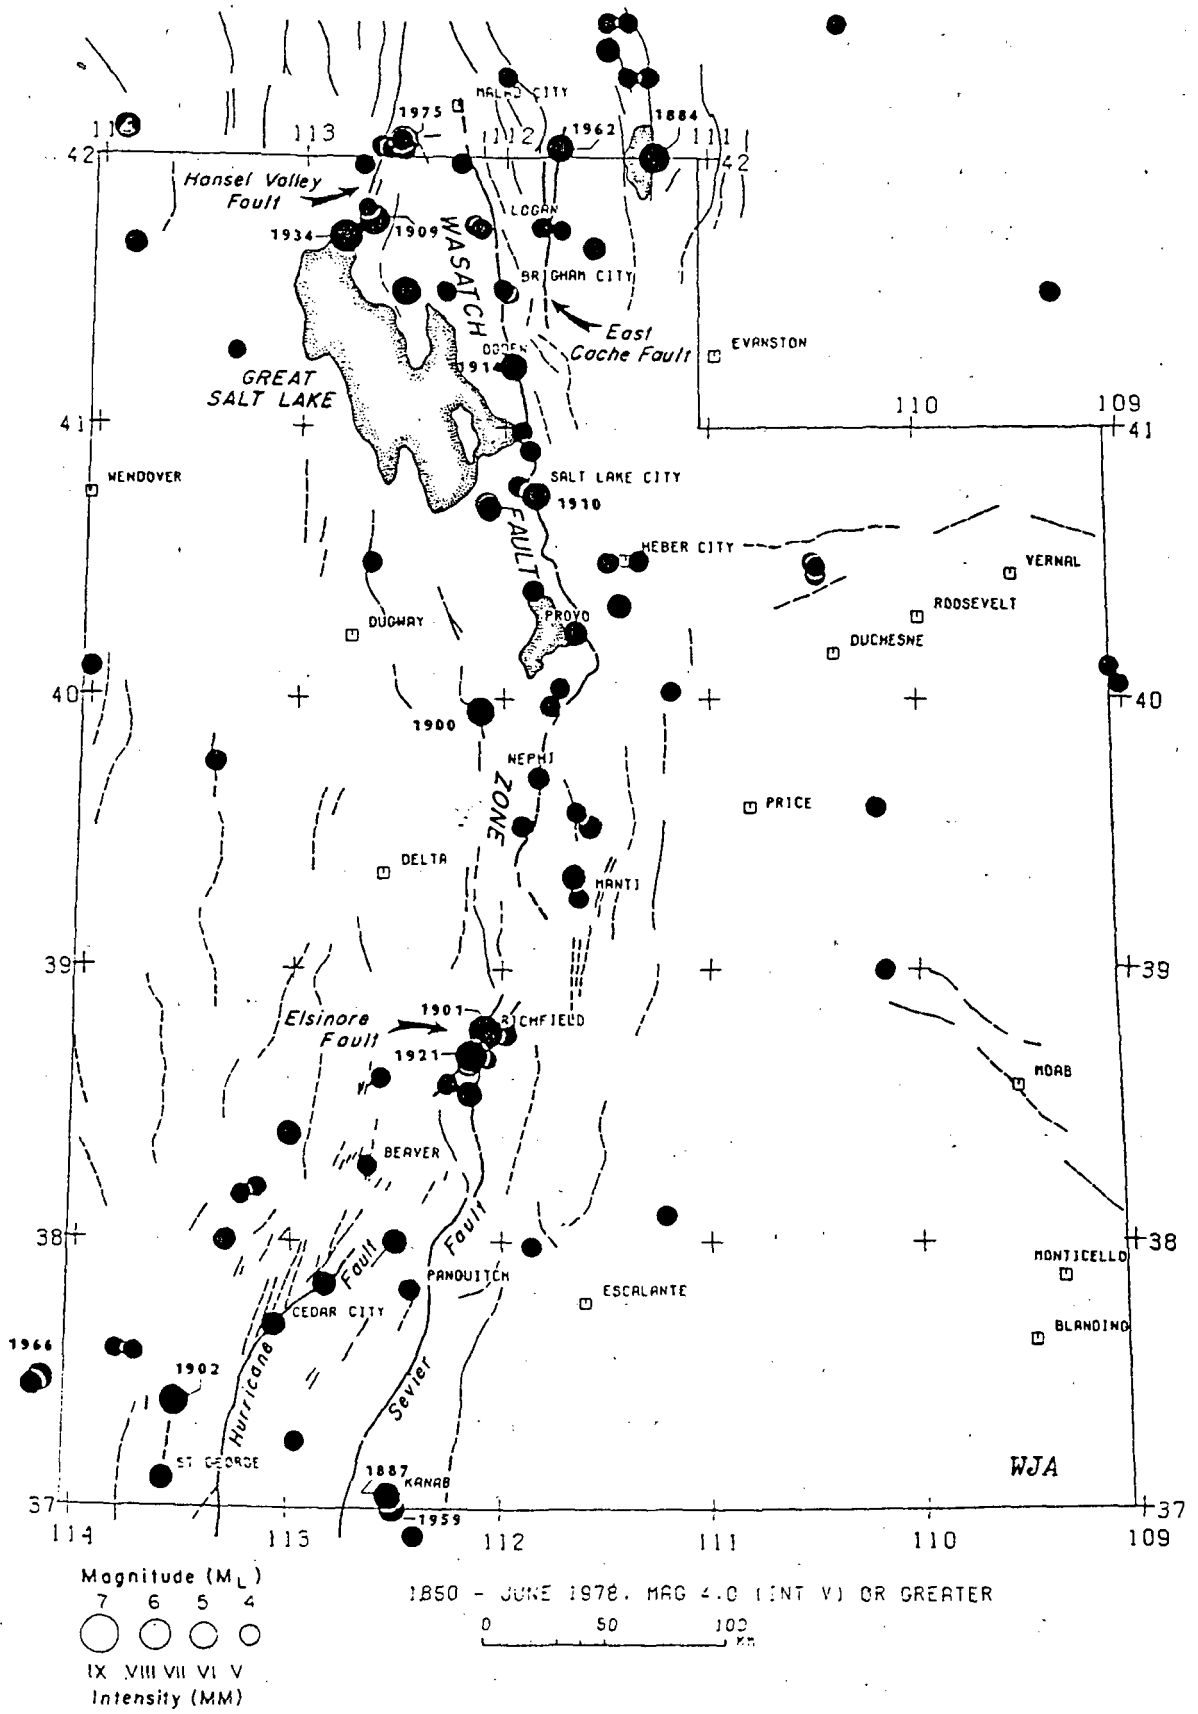 MALAD CITY
1975
1884
114
113
112
1962
111
42
42
Hansel Valley
Fault
LOGAN
1934
1909
WASATCH
BRIGHAM CITY
East
Cache Fault
EVANSTON
OGDEN
1914
GREAT
SALT LAKE
110
109
41
41
WENDOVER
SALT LAKE CITY
1910
FAULT
HEBER CITY
VERNAL
ROOSEVELT
DUGWAY
PROVO
DUCHESNE
40
40
1900
NEPHI
ZONE
PRICE
DELTA
MANTI
39
39
1901
Elsinore
Fault
RICHFIELD
1921
MOAB
BEAVER
Fault
38
38
Fault
MONTICELLO
PANGUITCH
ESCALANTE
CEDAR CITY
BLANDING
1966
1902
Hurricane
Sevier
ST GEORGE
WJA
1887
KANAB
37
37
1959
114
113
112
111
110
109
Magnitude (ML)
7 6 5 4
IX VIII VII VI V
Intensity (MM)
1850 - JUNE 1978. MAG 4.0 (INT V) OR GREATER
0 50 100
KM